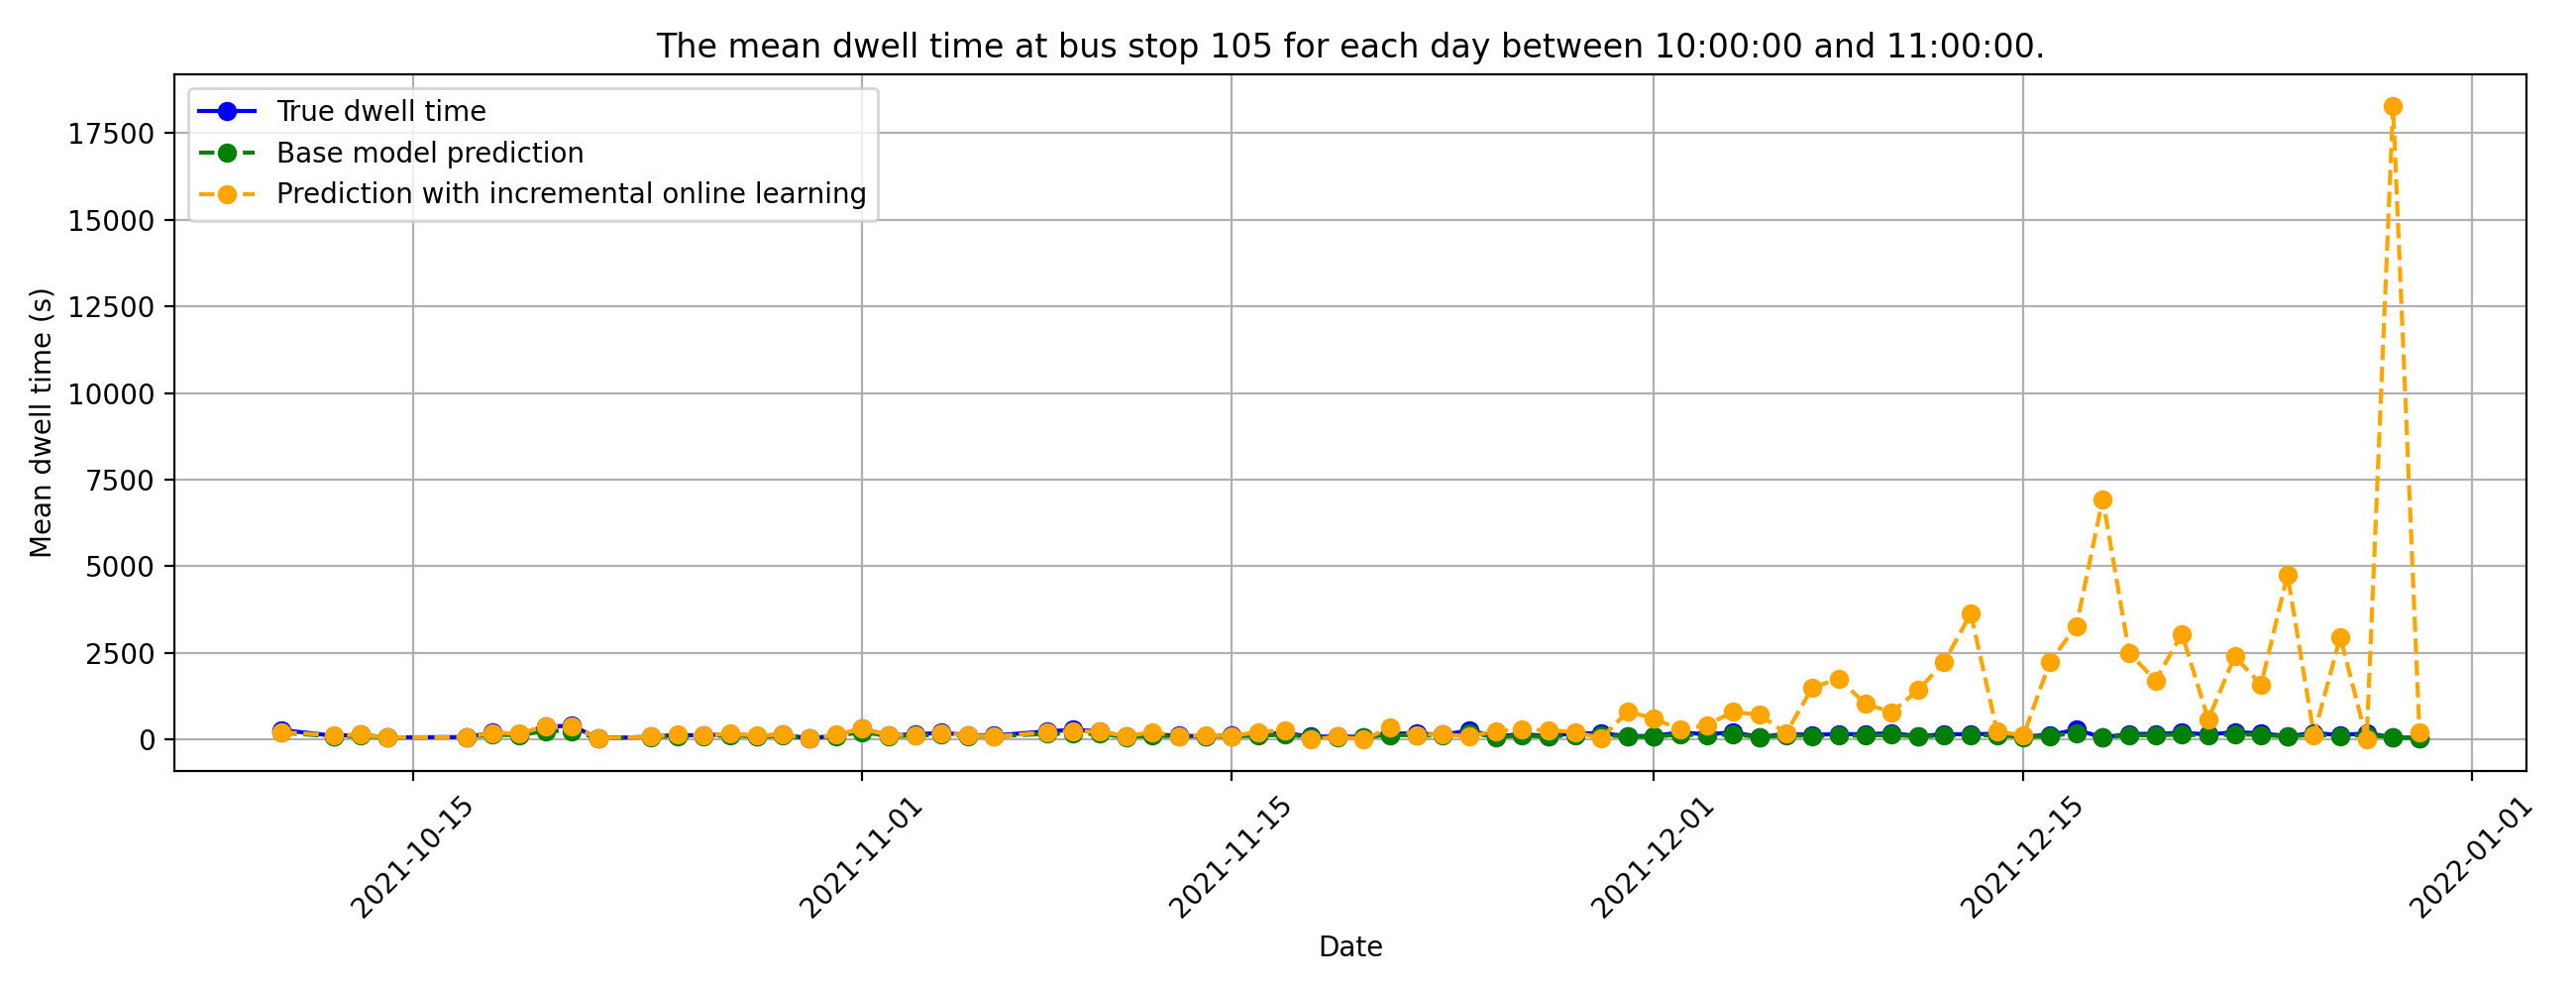 The mean dwell time at bus stop 105 for each day between 10:00:00 and 11:00:00.
True dwell time
Base model prediction
Prediction with incremental online learning
Mean dwell time (s)
17500
15000
12500
10000
7500
5000
2500
0
2021-10-15
2021-11-01
2021-11-15
2021-12-01
2021-12-15
2022-01-01
Date